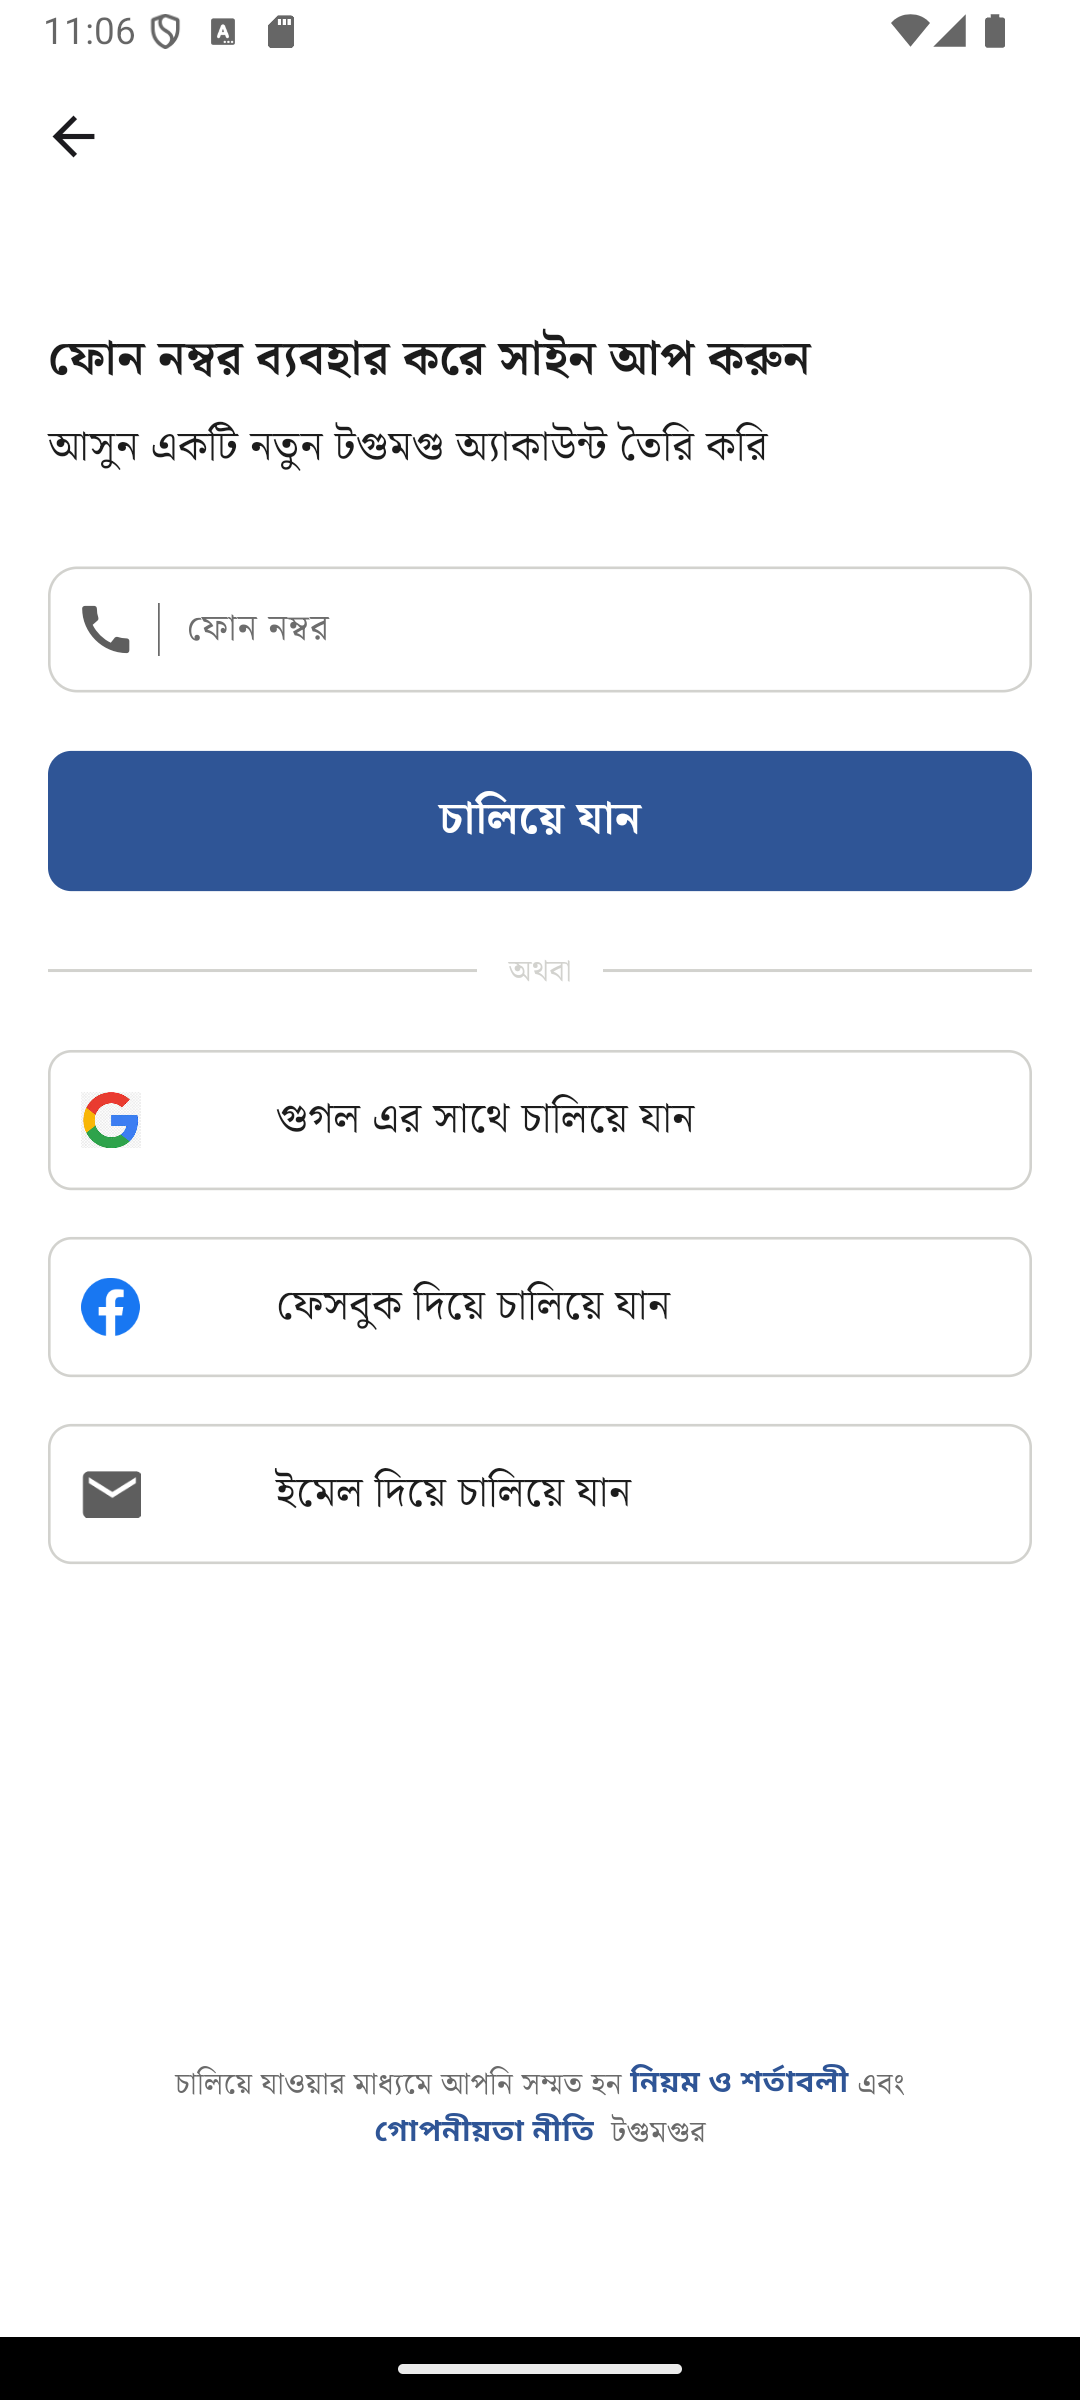 11:06
ফোন নম্বর ব্যবহার করে সাইন আপ করুন
আসুন একটি নতুন টগুমগু অ্যাকাউন্ট তৈরি করি
ফোন নম্বর
চালিয়ে যান
অথবা
গুগল এর সাথে চালিয়ে যান
ফেসবুক দিয়ে চালিয়ে যান
ইমেল দিয়ে চালিয়ে যান
চালিয়ে যাওয়ার মাধ্যমে আপনি সম্মত হন নিয়ম ও শর্তাবলী এবং
গোপনীয়তা নীতি টগুমগুর